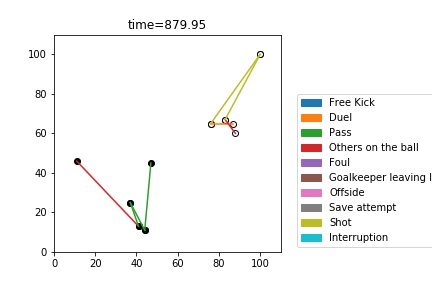 time=879.95
100
80
60
40
20
0
0 20 40 60 80 100
Free Kick
Duel
Pass
Others on the ball
Foul
Goalkeeper leaving l
Offside
Save attempt
Shot
Interruption